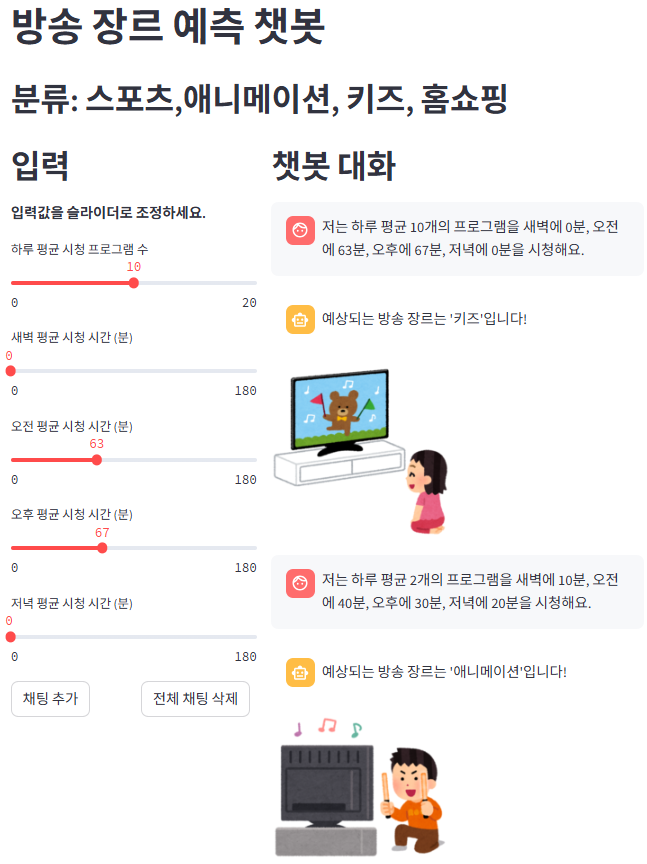 방송 장르 예측 챗봇
분류: 스포츠,애니메이션, 키즈, 홈쇼핑
입력
입력값을 슬라이더로 조정하세요.
하루 평균 시청 프로그램 수
10
0 20
새벽 평균 시청 시간 (분)
0
0 180
오전 평균 시청 시간 (분)
63
0 180
오후 평균 시청 시간 (분)
67
0 180
저녁 평균 시청 시간 (분)
0
0 180
채팅 추가 전체 채팅 삭제
챗봇 대화
저는 하루 평균 10개의 프로그램을 새벽에 0분, 오전
에 63분, 오후에 67분, 저녁에 0분을 시청해요.
예상되는 방송 장르는 '키즈'입니다!
저는 하루 평균 2개의 프로그램을 새벽에 10분, 오전
에 40분, 오후에 30분, 저녁에 20분을 시청해요.
예상되는 방송 장르는 '애니메이션'입니다!